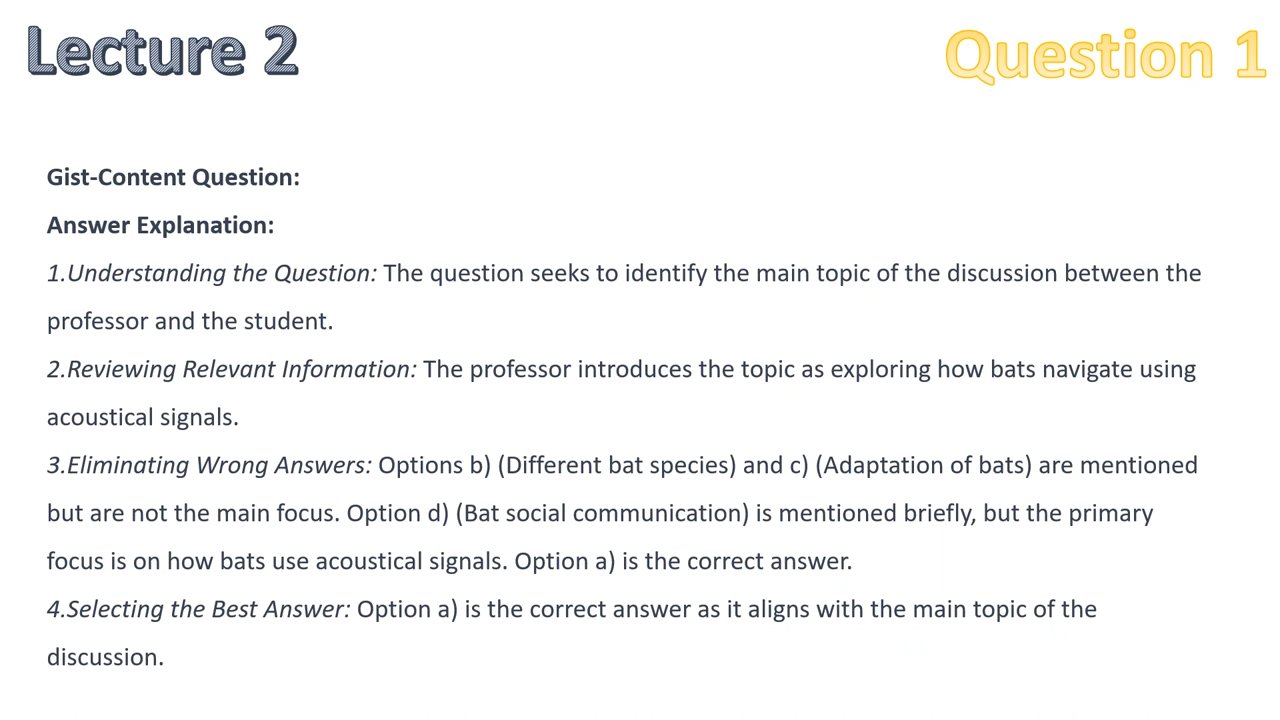 Lecture 2
Question 1
Gist-Content Question:
Answer Explanation:
1.Understanding the Question: The question seeks to identify the main topic of the discussion between the
professor and the student.
2.Reviewing Relevant Information: The professor introduces the topic as exploring how bats navigate using
acoustical signals.
3.Eliminating Wrong Answers: Options b) (Different bat species) and c) (Adaptation of bats) are mentioned
but are not the main focus. Option d) (Bat social communication) is mentioned briefly, but the primary
focus is on how bats use acoustical signals. Option a) is the correct answer.
4.Selecting the Best Answer: Option a) is the correct answer as it aligns with the main topic of the
discussion.